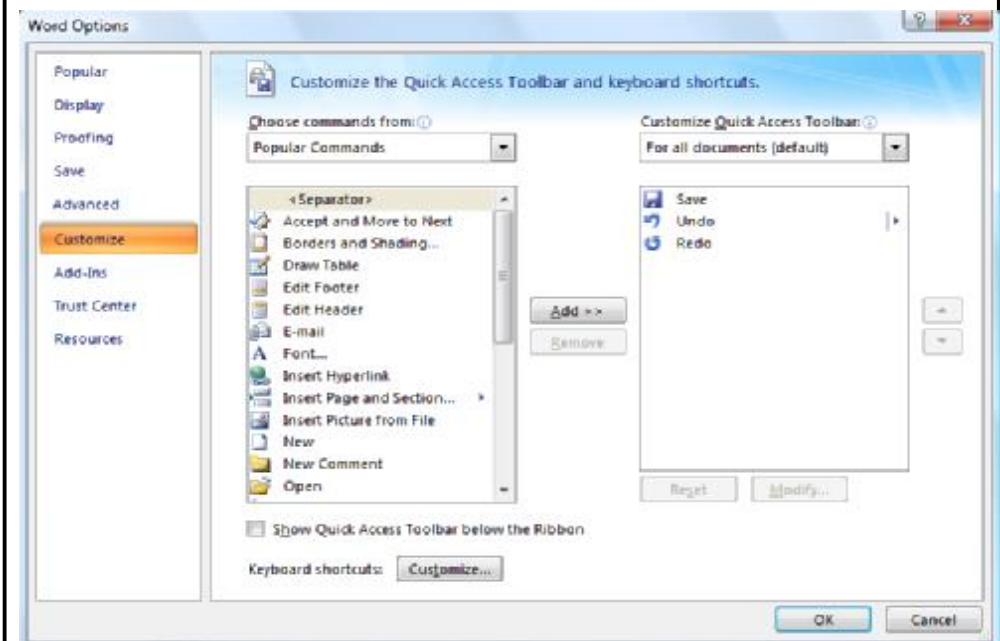 Word Options
Popular
Display
Proofing
Save
Advanced
Customize
Add-Ins
Trust Center
Resources
Customize the Quick Access Toolbar and keyboard shortcuts.
Choose commands from:
Popular Commands
<Separator>
Accept and Move to Next
Borders and Shading...
Draw Table
Edit Footer
Edit Header
E-mail
Font...
Insert Hyperlink
Insert Page and Section...
Insert Picture from File
New
New Comment
Open
Add >>
Remove
Customize Quick Access Toolbar:
For all documents (default)
Save
Undo
Redo
Reset
Modify...
Show Quick Access Toolbar below the Ribbon
Keyboard shortcuts:
Customize...
OK
Cancel